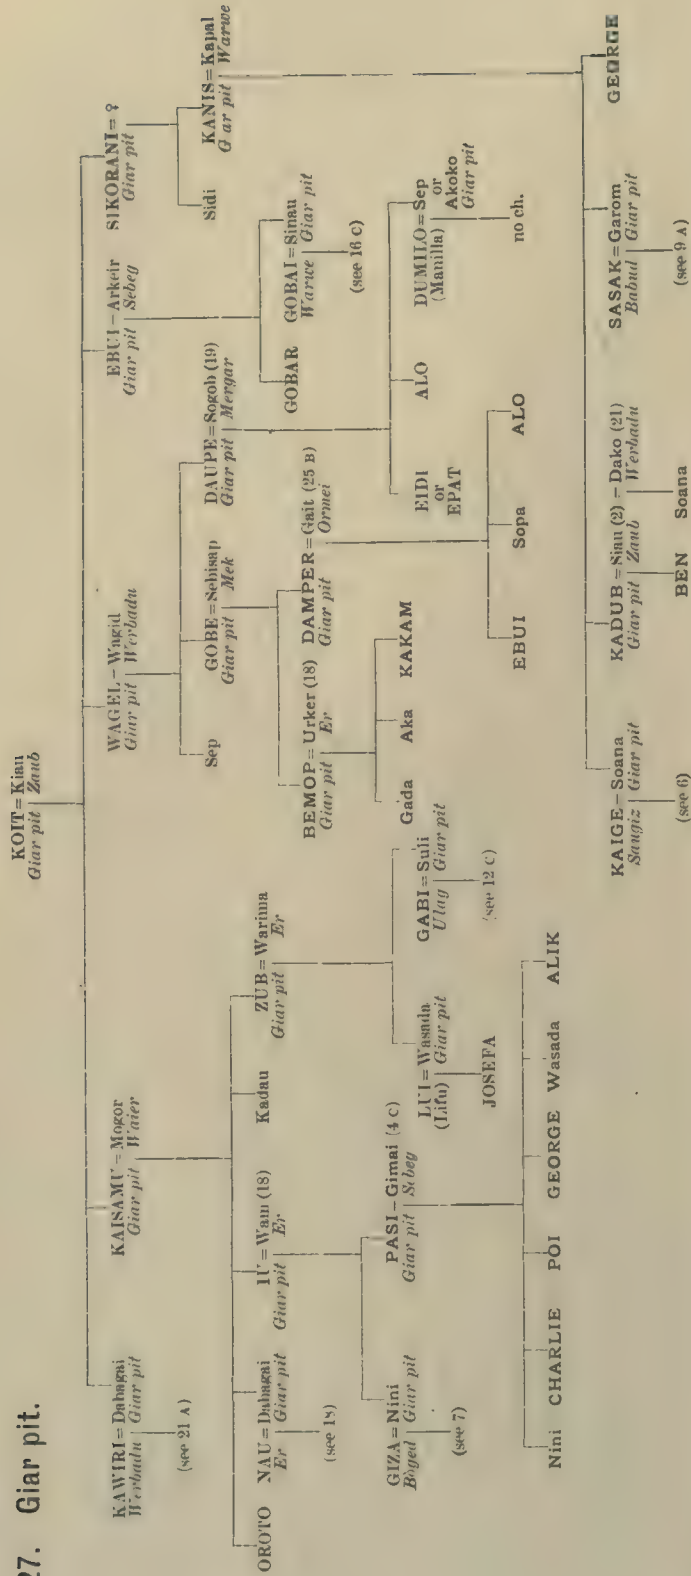 27. Giar pit.
KOIT = Kiau
Giar pit Zaub
KAWIRI = Dabagai
Werbadu Giar pit
(see 21 A)
KAISAMU = Mogor
Giar pit Waier
WAGEL = Wagid
Giar pit Werbadu
EBUI = Arkeir
Giar pit Sebeg
SIKORANI = ?
Giar pit
OROTO
NAU = Dabagai
Er Giar pit
(see 18)
IU = Wam (18)
Giar pit Er
Kadau
ZUB = Warima
Giar pit Er
Sep
GOBE = Sebisap
Giar pit Mek
DAUPE = Sogob (19)
Giar pit Mergar
GOBAR
GOBAI = Sinau
Warwe Giar pit
(see 16 C)
Sidi
KANIS = Kapal
G ar pit Warwe
GIZA = Nini
Bòged Giar pit
(see 7)
PASI = Gimai (4 C)
Giar pit Sebeg
LUI = Wasada
(Lifu) Giar pit
JOSEFA
GABI = Suli
Ulag Giar pit
(see 12 C)
BEMOP = Urker (18)
Giar pit Er
DAMPER = Gait (25 B)
Giar pit Ormei
EIDI
or
EPAT
ALO
DUMILO = Sep
(Manilla) or
Akoko
Giar pit
no ch.
Gada Aka KAKAM
EBUI Sopa ALO
Nini CHARLIE POI GEORGE Wasada ALIK
KAIGE = Soana
Saugiz Giar pit
(see 6)
KADUB = Siau (2) = Dako (21)
Giar pit Zaub Werbadu
BEN Soana
SASAK = Garom
Babud Giar pit
(see 9 A)
GEORGE